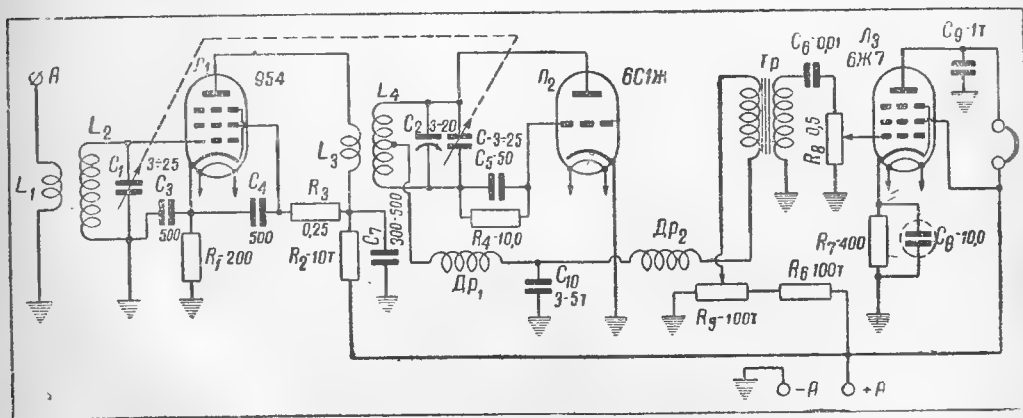 A
L₁
L₂
C₁
3÷25
C₃
500
Л₁
954
C₄
500
R₁-200
R₃
0,25
R₂-10т
L₃
C₇
300-500
L₄
C₂
3-20
C-3÷25
C₅-50
R₄-10,0
Л₂
6С1Ж
Др₁
C₁₀
3-5т
Др₂
Тр
C₆-0,01
R₈ 0,5
Л₃
6Ж7
C₉-1т
R₇-400
C₈-10,0
R₉-100т
R₆ 100т
-А
+А